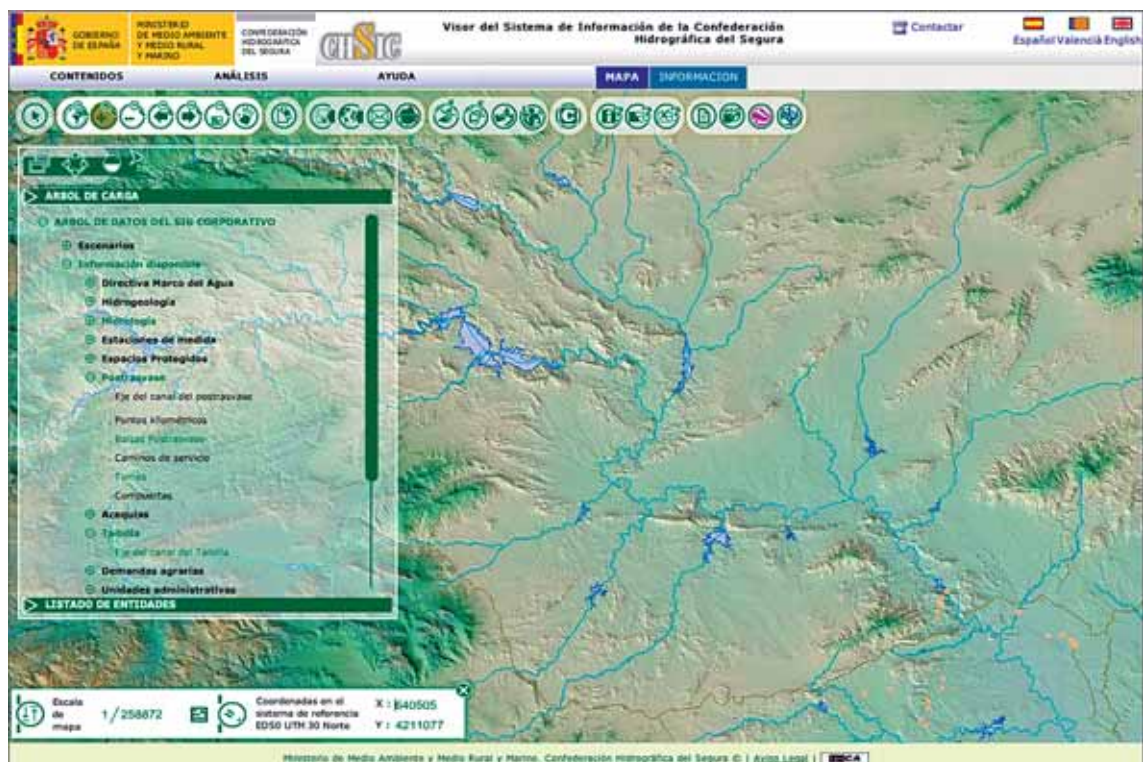 GOBIERNO
DE ESPAÑA
MINISTERIO
DE MEDIO AMBIENTE
Y MEDIO RURAL
Y MARINO
CONFEDERACIÓN
HIDROGRÁFICA
DEL SEGURA
CHSIC
Visor del Sistema de Información de la Confederación
Hidrográfica del Segura
Contactar
Español Valencià English
CONTENIDOS
ANÁLISIS
AYUDA
MAPA
INFORMACION
ARBOL DE CARGA
ARBOL DE DATOS DEL SIG CORPORATIVO
Escenarios
Información disponible
Directiva Marco del Agua
Hidrogeología
Hidrología
Estaciones de medida
Espacios Protegidos
Postrasvase
Eje del canal del postrasvase
Puntos kilométricos
Balsas Postrasvase
Caminos de servicio
Tomas
Compuertas
Acequias
Taibilla
Eje del canal del Taibilla
Demandas agrarias
Unidades administrativas
LISTADO DE ENTIDADES
Escala
de
mapa
1/258872
Coordenadas en el
sistema de referencia
ED50 UTM 30 Norte
X: 640505
Y: 4211077
Ministerio de Medio Ambiente y Medio Rural y Marino. Confederación Hidrográfica del Segura © | Aviso Legal |